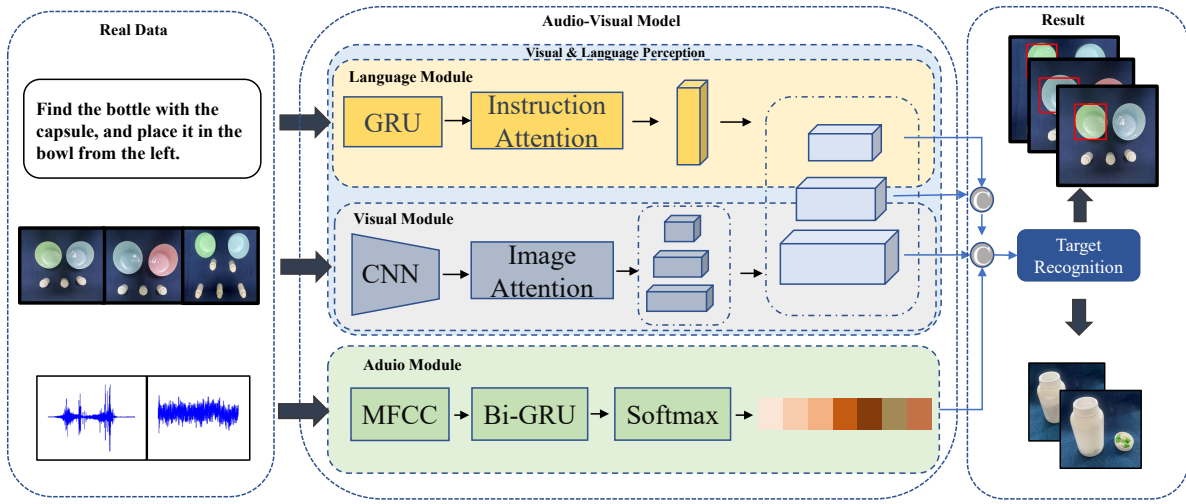 Real Data
Find the bottle with the
capsule, and place it in the
bowl from the left.
Audio-Visual Model
Visual & Language Perception
Language Module
GRU
Instruction
Attention
Visual Module
CNN
Image
Attention
Aduio Module
MFCC
Bi-GRU
Softmax
Result
Target
Recognition